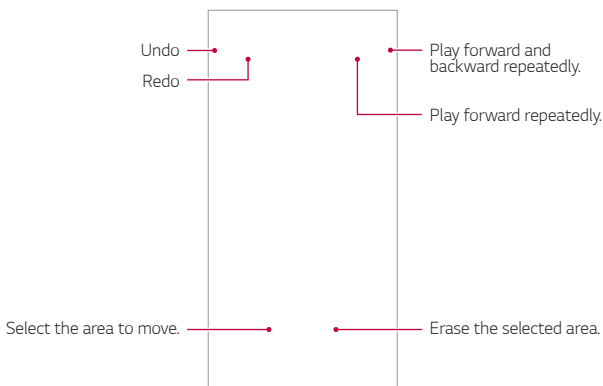 Undo
Redo
Play forward and
backward repeatedly.
Play forward repeatedly.
Select the area to move.
Erase the selected area.